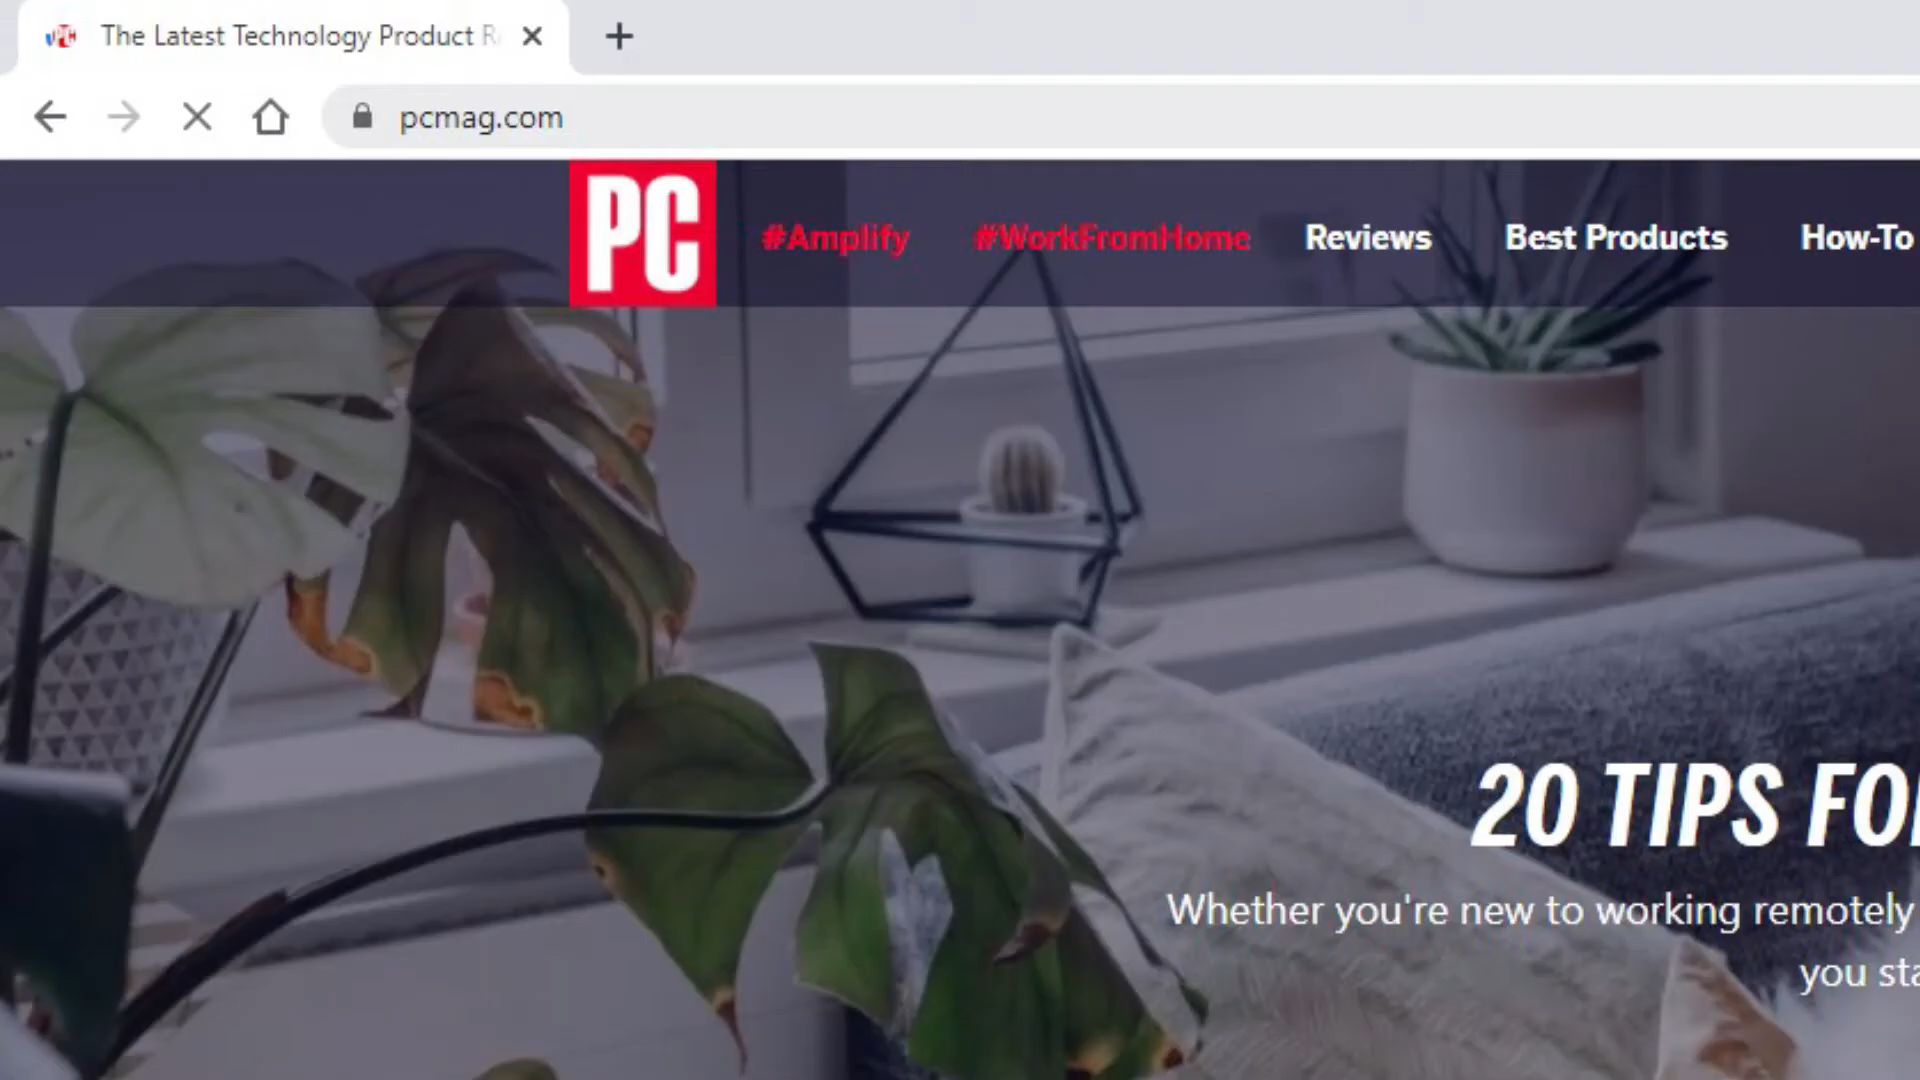 The Latest Technology Product R
pcmag.com
PC
#Amplify
#WorkFromHome
Reviews
Best Products
How-To
20 TIPS FO
Whether you're new to working remotely
you sta